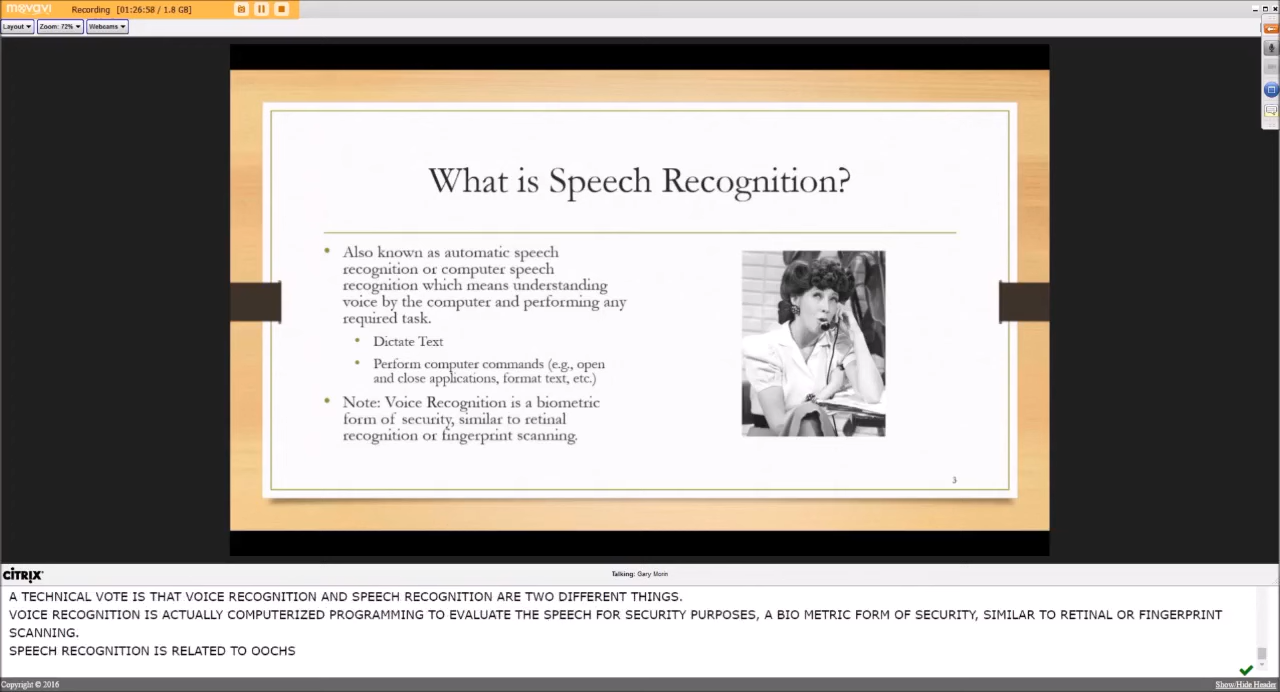 movavi Recording [01:26:58 / 1.8 GB]
Layout Zoom: 72% Webcams
What is Speech Recognition?
Also known as automatic speech
recognition or computer speech
recognition which means understanding
voice by the computer and performing any
required task.
Dictate Text
Perform computer commands (e.g., open
and close applications, format text, etc.)
Note: Voice Recognition is a biometric
form of security, similar to retinal
recognition or fingerprint scanning.
3
CİTRIX Talking: Gary Morin
A TECHNICAL VOTE IS THAT VOICE RECOGNITION AND SPEECH RECOGNITION ARE TWO DIFFERENT THINGS.
VOICE RECOGNITION IS ACTUALLY COMPUTERIZED PROGRAMMING TO EVALUATE THE SPEECH FOR SECURITY PURPOSES, A BIO METRIC FORM OF SECURITY, SIMILAR TO RETINAL OR FINGERPRINT
SCANNING.
SPEECH RECOGNITION IS RELATED TO OOCHS
Copyright © 2016 Show/Hide Header